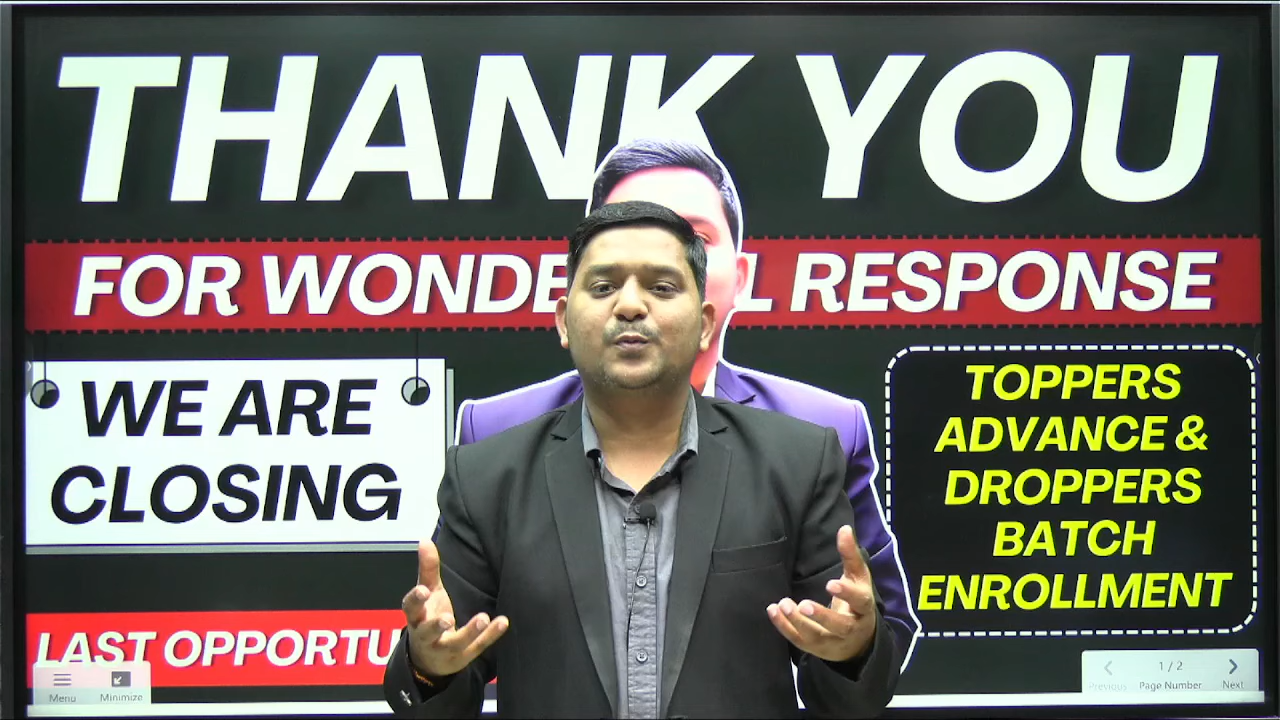 THANK YOU
FOR WONDE L RESPONSE
WE ARE
CLOSING
TOPPERS
ADVANCE &
DROPPERS
BATCH
ENROLLMENT
LAST OPPORTU
Menu
Minimize
1 / 2
Previous
Page Number
Next